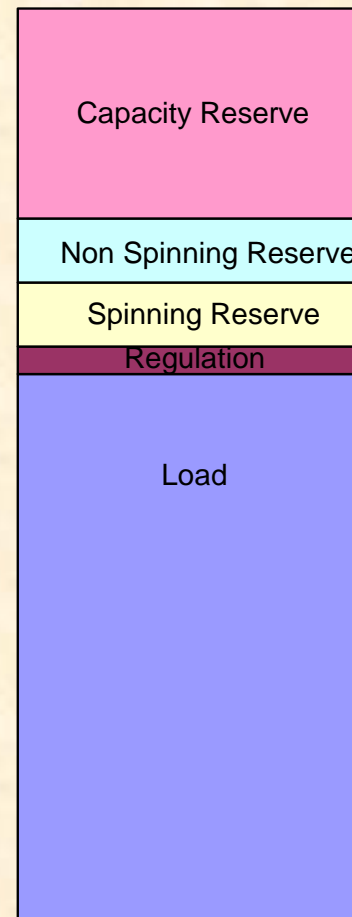 Capacity Reserve
Non Spinning Reserve
Spinning Reserve
Regulation
Load